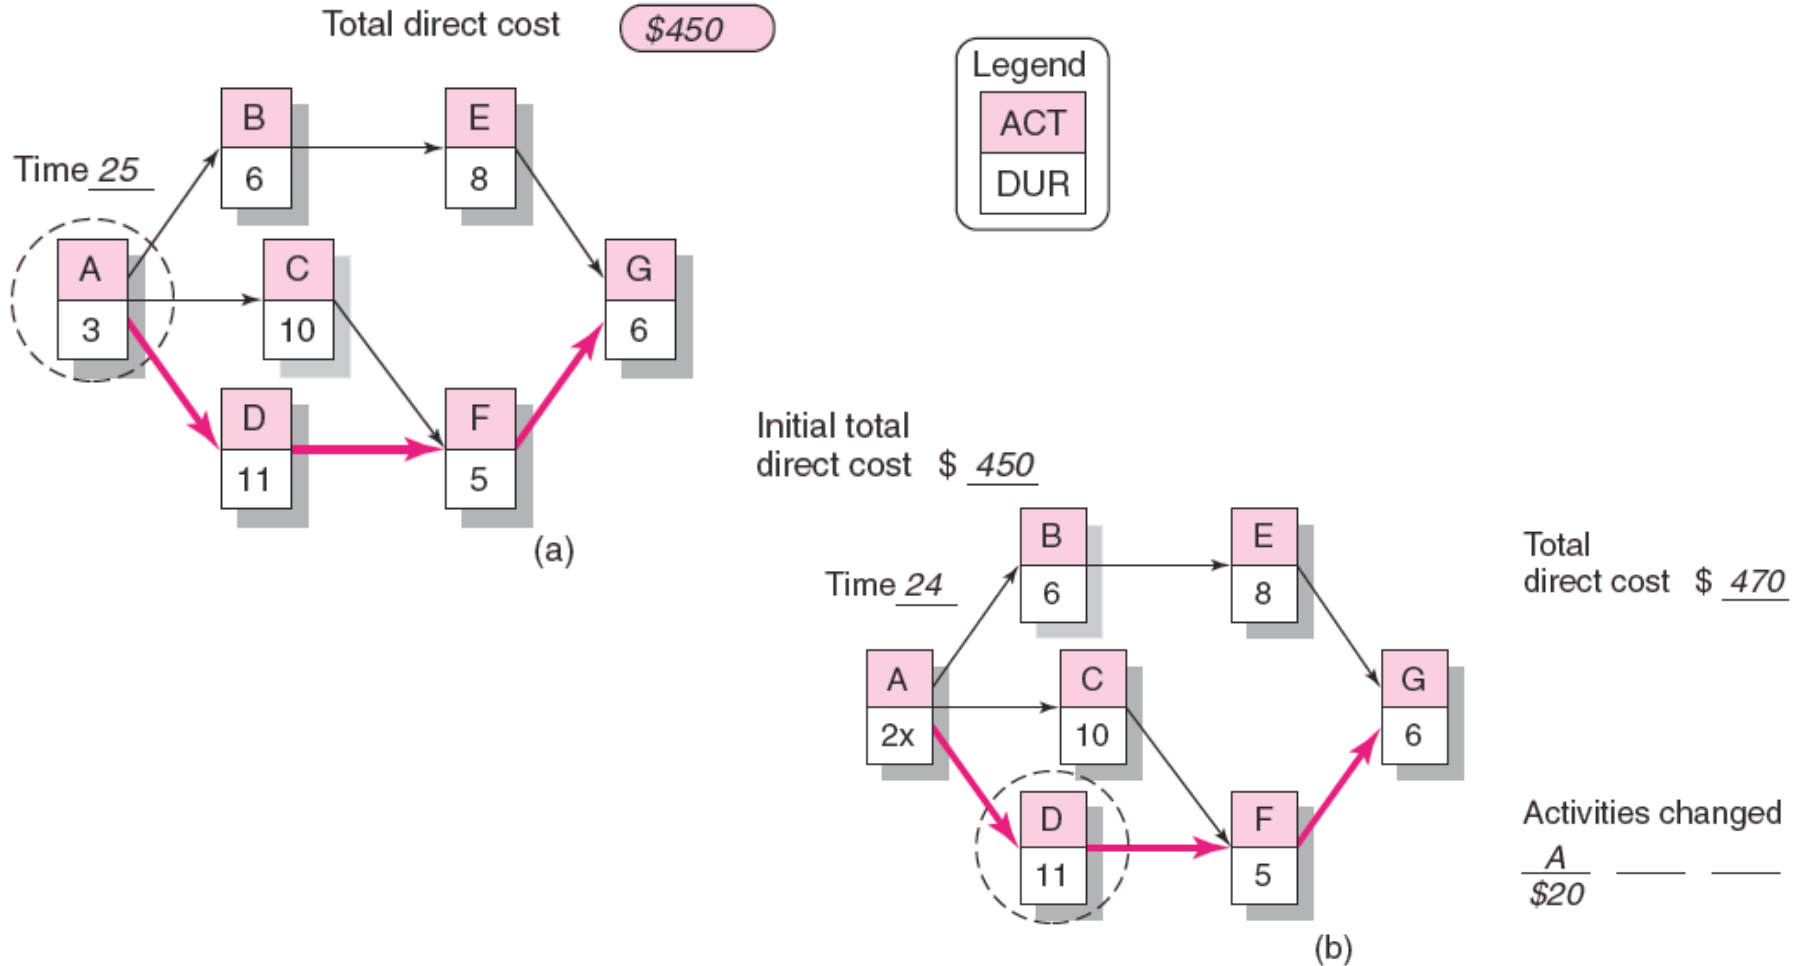 Total direct cost $450
Legend
ACT
DUR
B
6
E
8
Time 25
A
3
C
10
G
6
D
11
F
5
(a)
Initial total
direct cost $ 450
B
6
E
8
Total
direct cost $ 470
Time 24
A
2x
C
10
G
6
D
11
F
5
Activities changed
A
$20
(b)